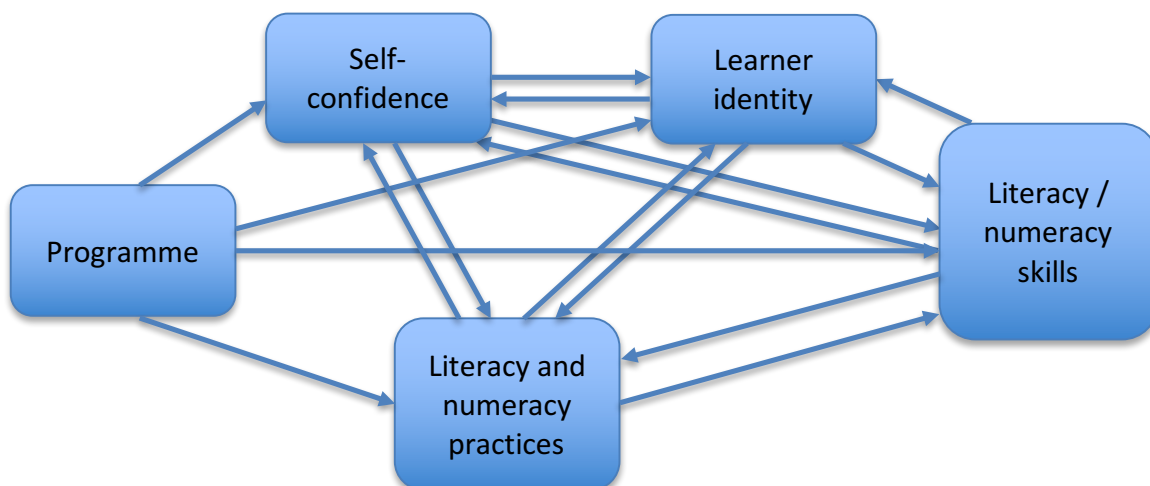 Self-
confidence
Learner
identity
Programme
Literacy /
numeracy
skills
Literacy and
numeracy
practices